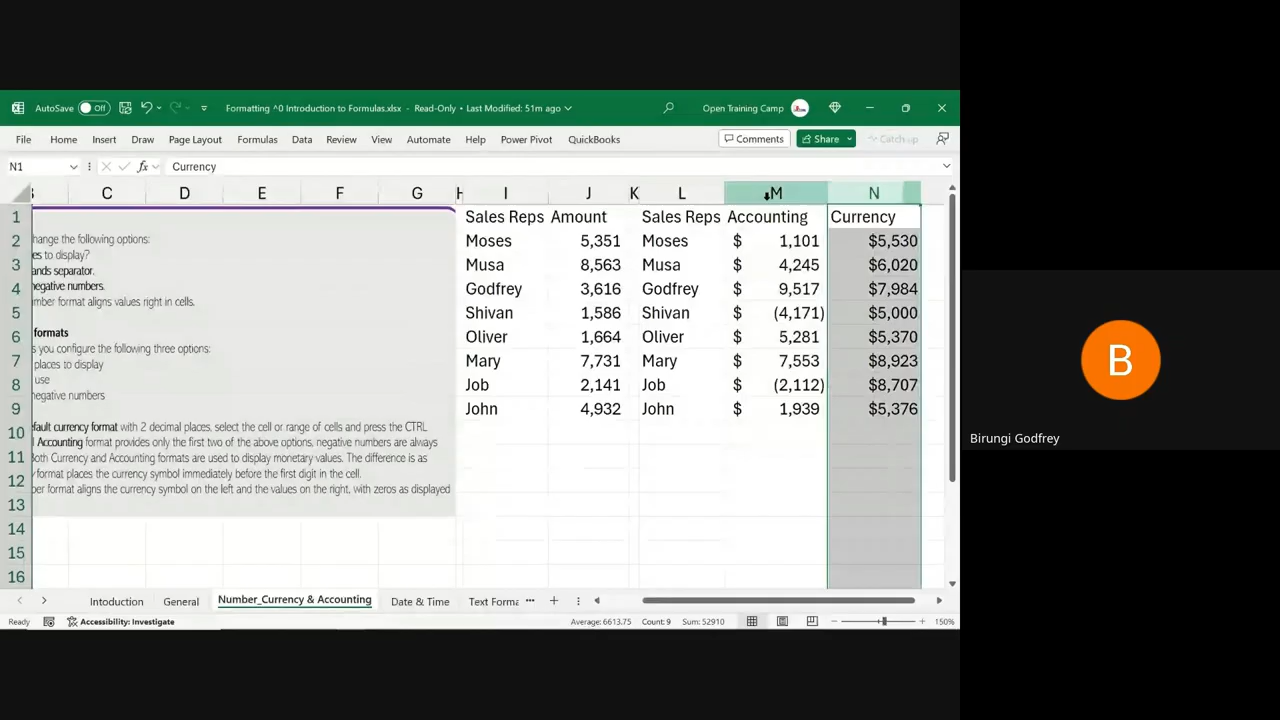 AutoSave Off Formatting ^0 Introduction to Formulas.xlsx - Read-Only • Last Modified: 51m ago Open Training Camp
File Home Insert Draw Page Layout Formulas Data Review View Automate Help Power Pivot QuickBooks Comments Share Catch up
N1 fx Currency
C D E F G H I J K L M N
1 Sales Reps Amount Sales Reps Accounting Currency
2 Moses 5,351 Moses $ 1,101 $5,530
3 Musa 8,563 Musa $ 4,245 $6,020
4 Godfrey 3,616 Godfrey $ 9,517 $7,984
5 Shivan 1,586 Shivan $ (4,171) $5,000
6 Oliver 1,664 Oliver $ 5,281 $5,370
7 Mary 7,731 Mary $ 7,553 $8,923
8 Job 2,141 Job $ (2,112) $8,707
9 John 4,932 John $ 1,939 $5,376
10
11
12
13
14
15
16
hange the following options:
es to display?
ands separator.
negative numbers.
mber format aligns values right in cells.
formats
s you configure the following three options:
places to display
use
negative numbers
fault currency format with 2 decimal places, select the cell or range of cells and press the CTRL
Accounting format provides only the first two of the above options, negative numbers are always
Both Currency and Accounting formats are used to display monetary values. The difference is as
format places the currency symbol immediately before the first digit in the cell.
ber format aligns the currency symbol on the left and the values on the right, with zeros as displayed
Intoduction General Number_Currency & Accounting Date & Time Text Forma ...
Ready Accessibility: Investigate Average: 6613.75 Count: 9 Sum: 52910 150%
B
Birungi Godfrey